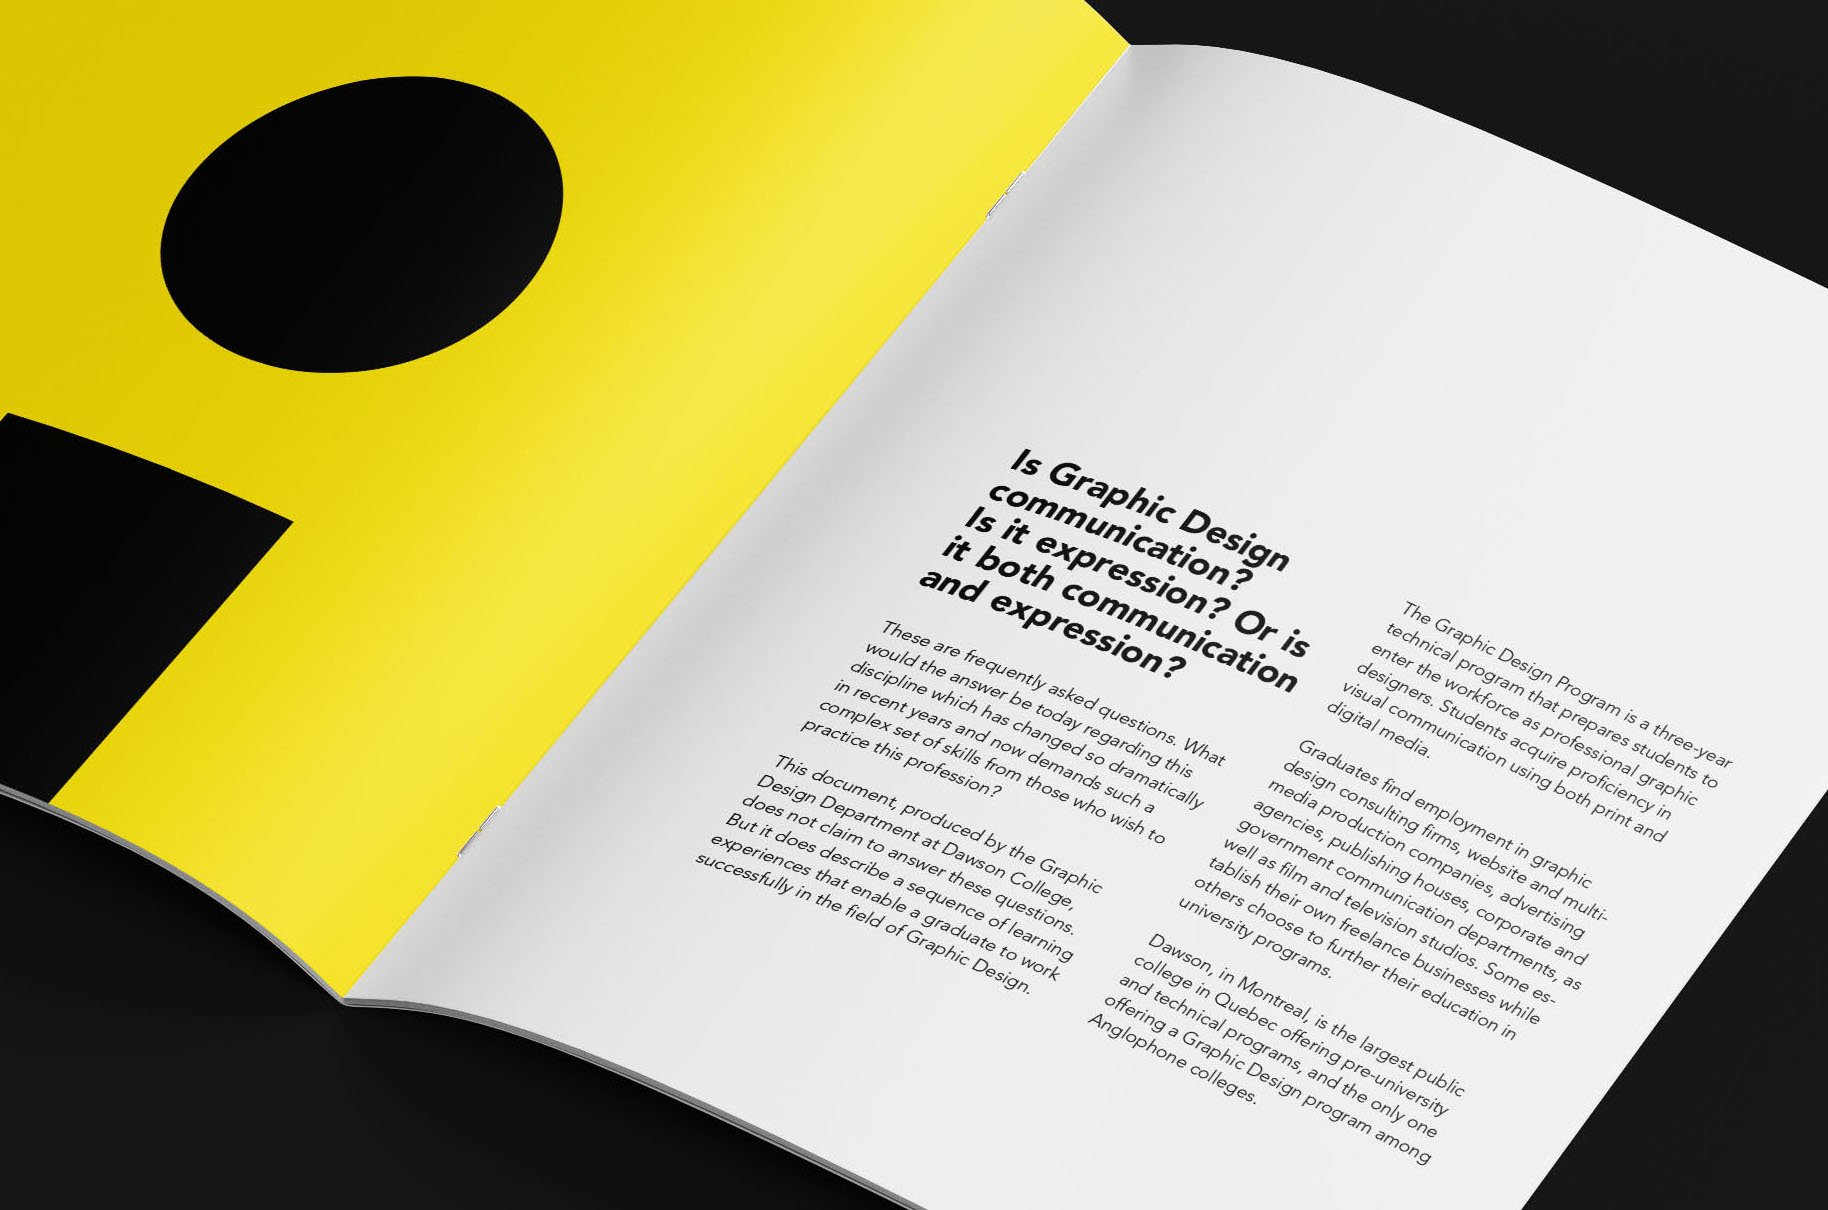 Is Graphic Design
communication?
Is it expression? Or is
it both communication
and expression?
These are frequently asked questions. What
would the answer be today regarding this
discipline which has changed so dramatically
in recent years and now demands such a
complex set of skills from those who wish to
practice this profession?
This document, produced by the Graphic
Design Department at Dawson College,
does not claim to answer these questions.
But it does describe a sequence of learning
experiences that enable a graduate to work
successfully in the field of Graphic Design.
The Graphic Design Program is a three-year
technical program that prepares students to
enter the workforce as professional graphic
designers. Students acquire proficiency in
visual communication using both print and
digital media.
Graduates find employment in graphic
design consulting firms, website and multi-
media production companies, advertising
agencies, publishing houses, corporate and
government communication departments, as
well as film and television studios. Some es-
tablish their own freelance businesses while
others choose to further their education in
university programs.
Dawson, in Montreal, is the largest public
college in Quebec offering pre-university
and technical programs, and the only one
offering a Graphic Design program among
Anglophone colleges.